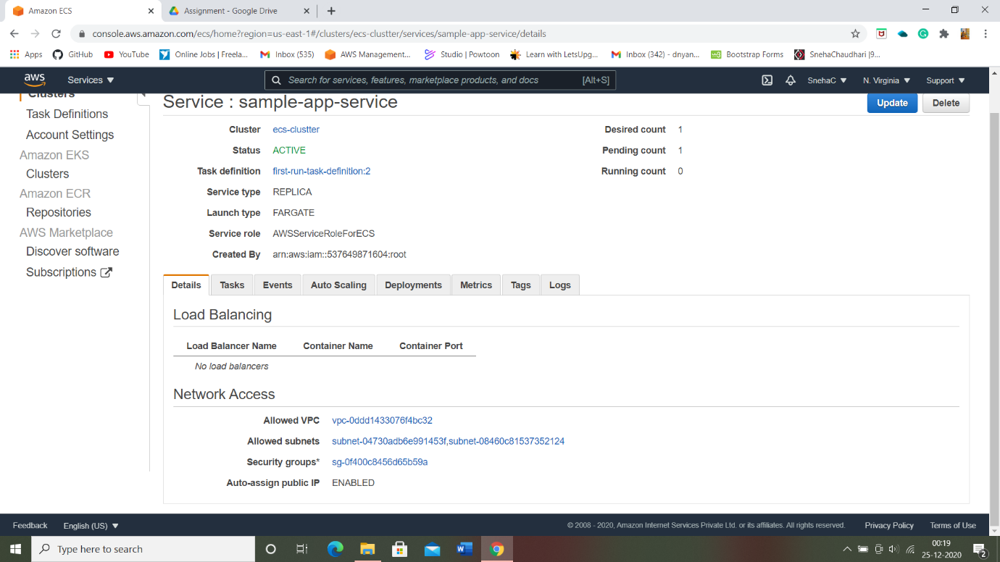 Amazon ECS
Assignment - Google Drive
console.aws.amazon.com/ecs/home?region=us-east-1#/clusters/ecs-clustter/services/sample-app-service/details
Apps GitHub YouTube Online Jobs | Freela... Inbox (535) AWS Management... Studio | Powtoon Learn with LetsUpg... Inbox (342) - dnyan... Bootstrap Forms SnehaChaudhari |9...
aws Services Search for services, features, marketplace products, and docs [Alt+S] SnehaC N. Virginia Support
Clusters
Task Definitions
Account Settings
Amazon EKS
Clusters
Amazon ECR
Repositories
AWS Marketplace
Discover software
Subscriptions
Service : sample-app-service
Update Delete
Cluster ecs-clustter
Status ACTIVE
Task definition first-run-task-definition:2
Service type REPLICA
Launch type FARGATE
Service role AWSServiceRoleForECS
Created By arn:aws:iam::537649871604:root
Desired count 1
Pending count 1
Running count 0
Details Tasks Events Auto Scaling Deployments Metrics Tags Logs
Load Balancing
Load Balancer Name Container Name Container Port
No load balancers
Network Access
Allowed VPC vpc-0ddd1433076f4bc32
Allowed subnets subnet-04730adb6e991453f,subnet-08460c81537352124
Security groups* sg-0f400c8456d65b59a
Auto-assign public IP ENABLED
Feedback English (US) © 2008 - 2020, Amazon Internet Services Private Ltd. or its affiliates. All rights reserved. Privacy Policy Terms of Use
Type here to search
00:19
25-12-2020
2